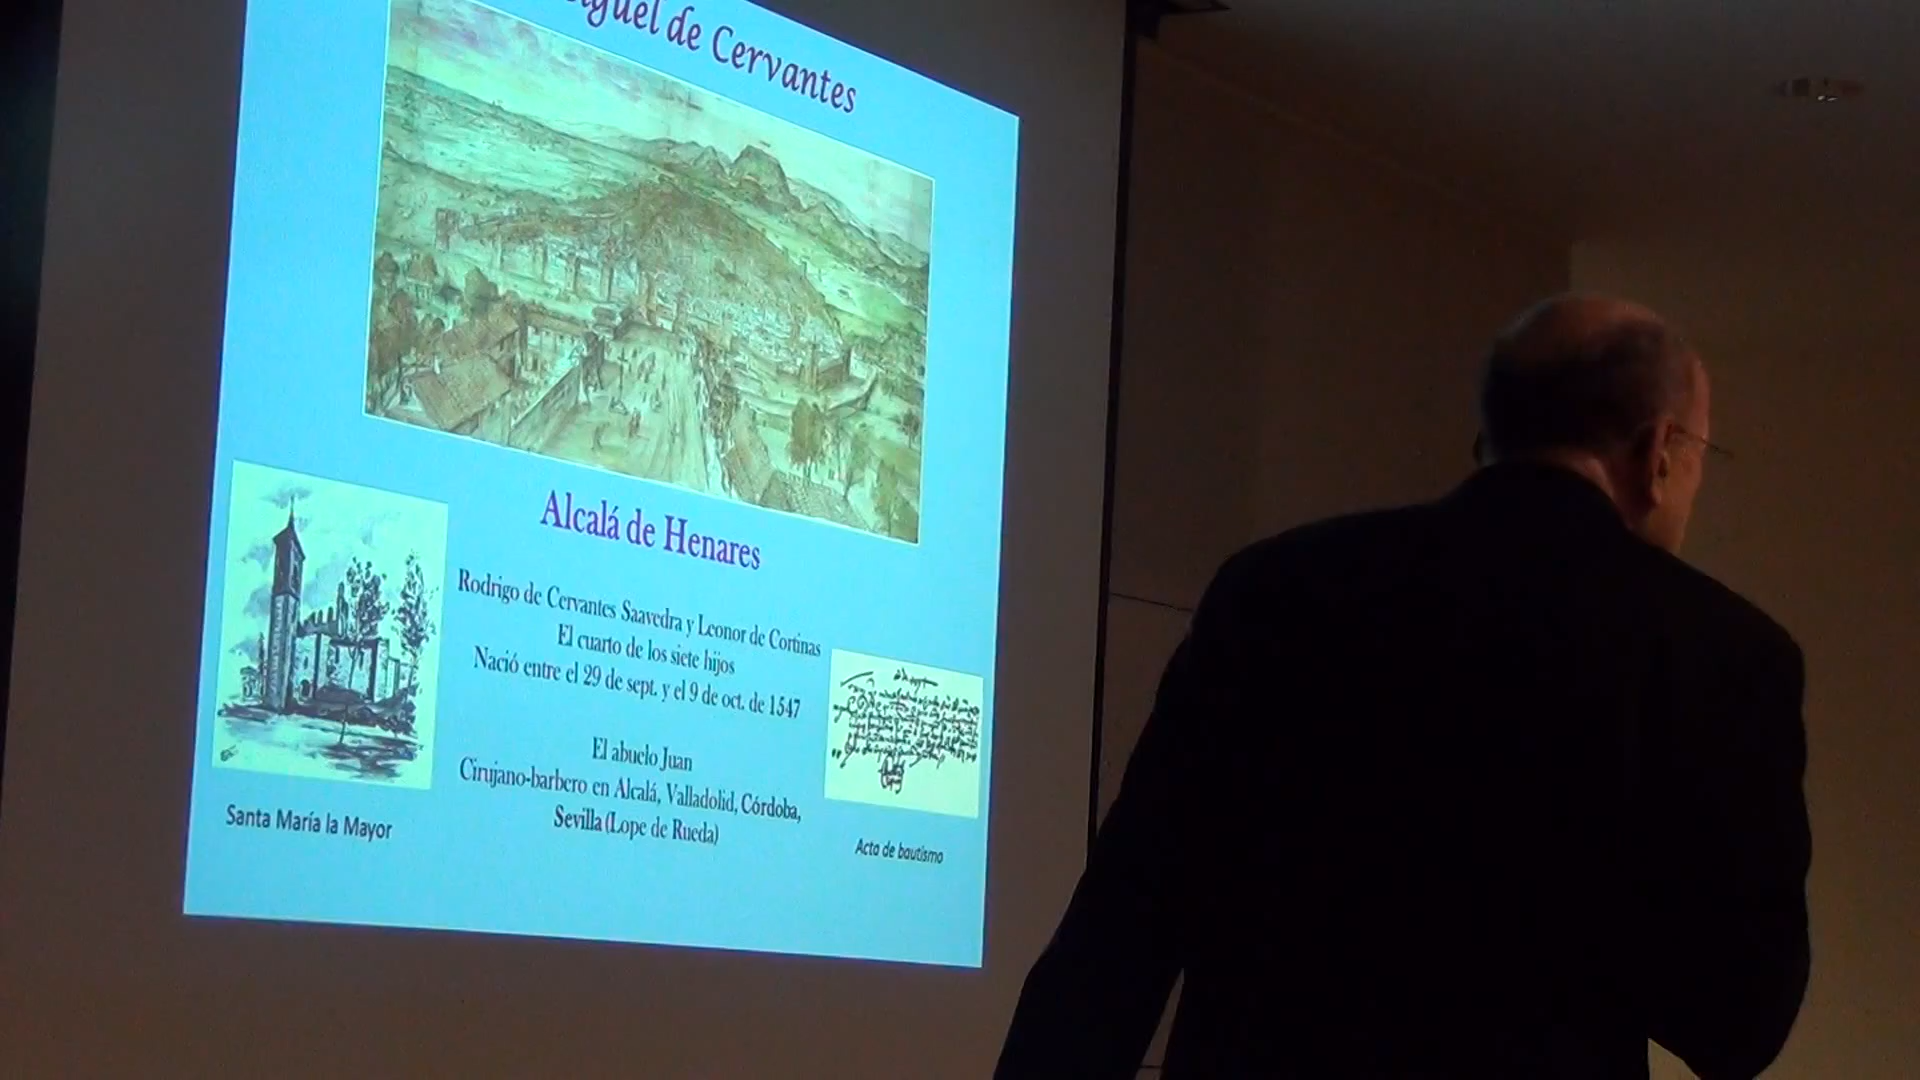 de Cervantes
Alcalá de Henares
Rodrigo de Cervantes Saavedra y Leonor de Cortinas
El cuarto de los siete hijos
Nació entre el 29 de sept. y el 9 de oct. de 1547
El abuelo Juan
Cirujano-barbero en Alcalá, Valladolid, Córdoba,
Sevilla (Lope de Rueda)
Santa María la Mayor
Acta de bautismo